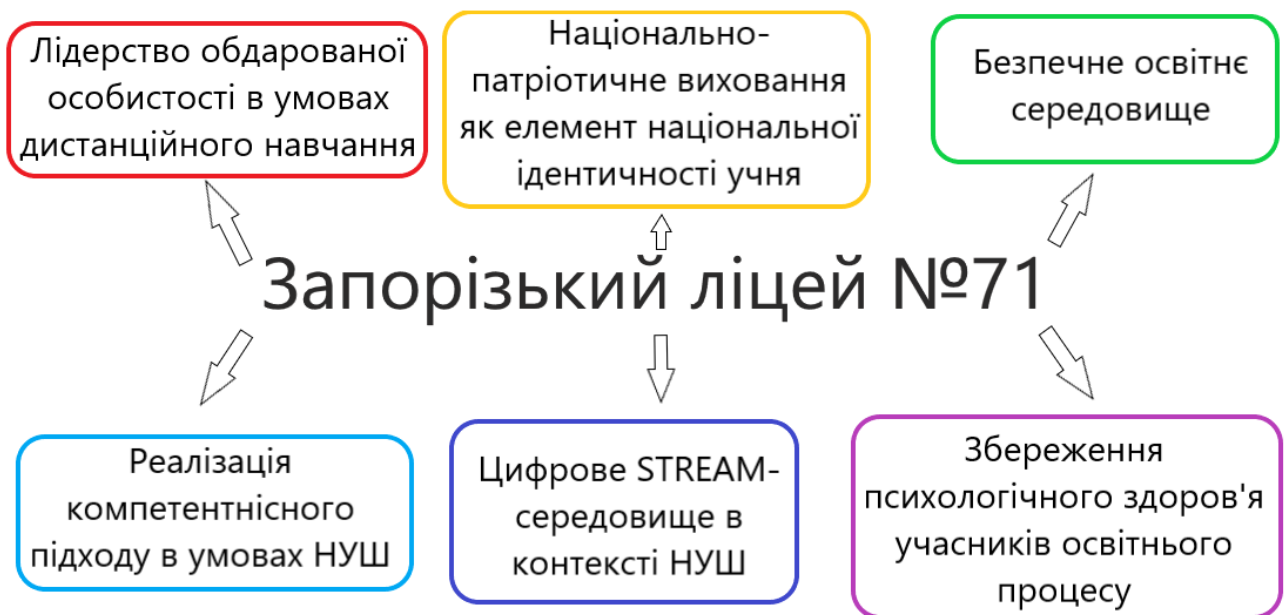 Лідерство обдарованої
особистості в умовах
дистанційного навчання
Національно-
патріотичне виховання
як елемент національної
ідентичності учня
Безпечне освітнє
середовище
Запорізький ліцей №71
Реалізація
компетентнісного
підходу в умовах НУШ
Цифрове STREAM-
середовище в
контексті НУШ
Збереження
психологічного здоров'я
учасників освітнього
процесу